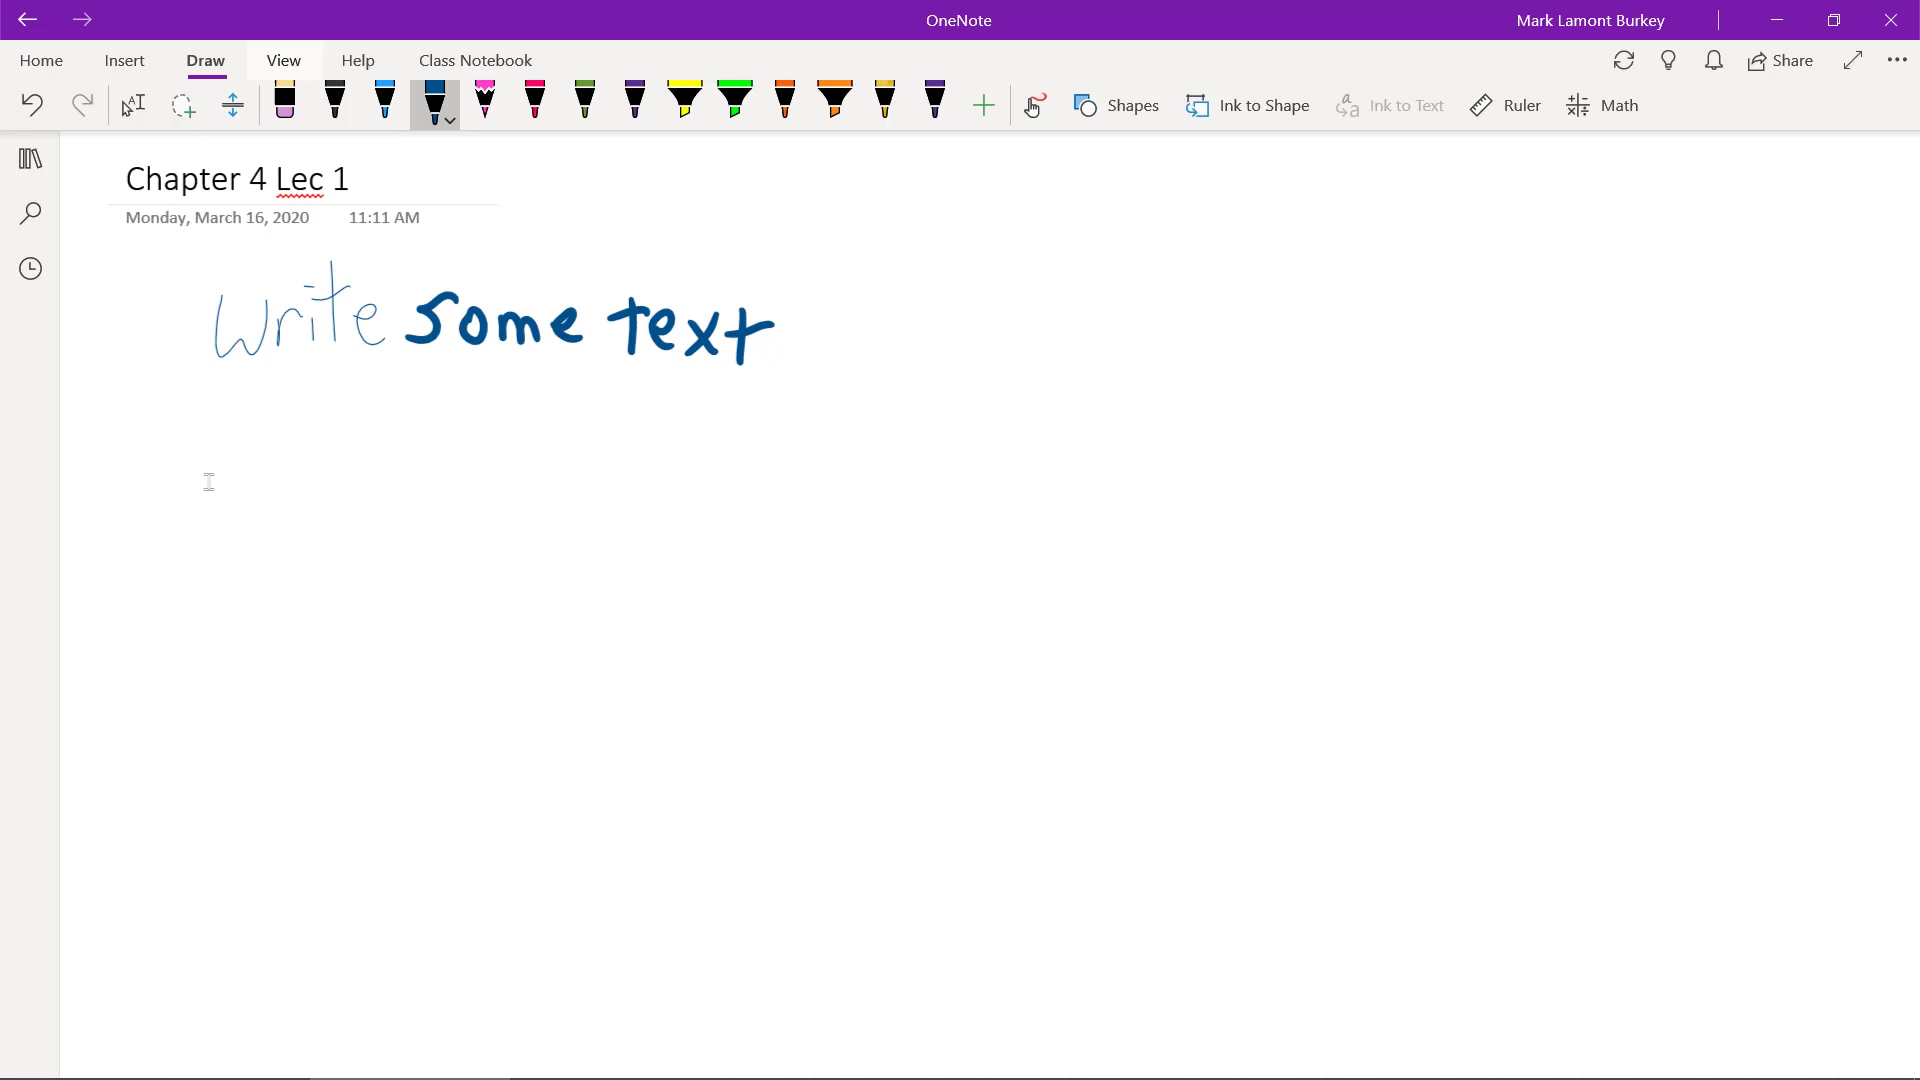 OneNote
Mark Lamont Burkey
Home Insert Draw View Help Class Notebook
Share
Shapes Ink to Shape Ink to Text Ruler Math
Chapter 4 Lec 1
Monday, March 16, 2020 11:11 AM
Write some text